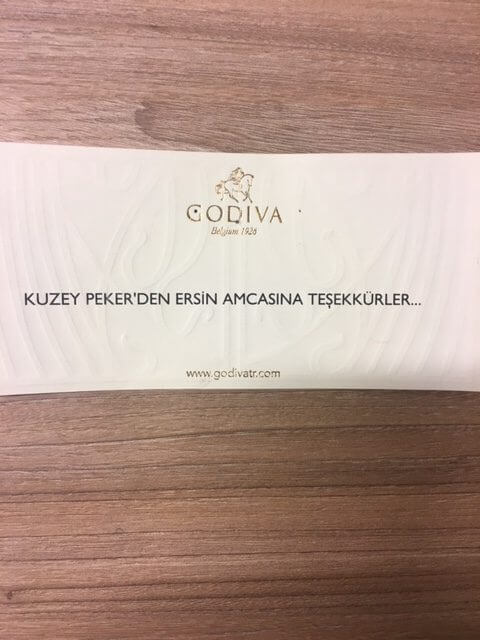 GODIVA
Belgium 1926
KUZEY PEKER'DEN ERSİN AMCASINA TEŞEKKÜRLER...
www.godivatr.com